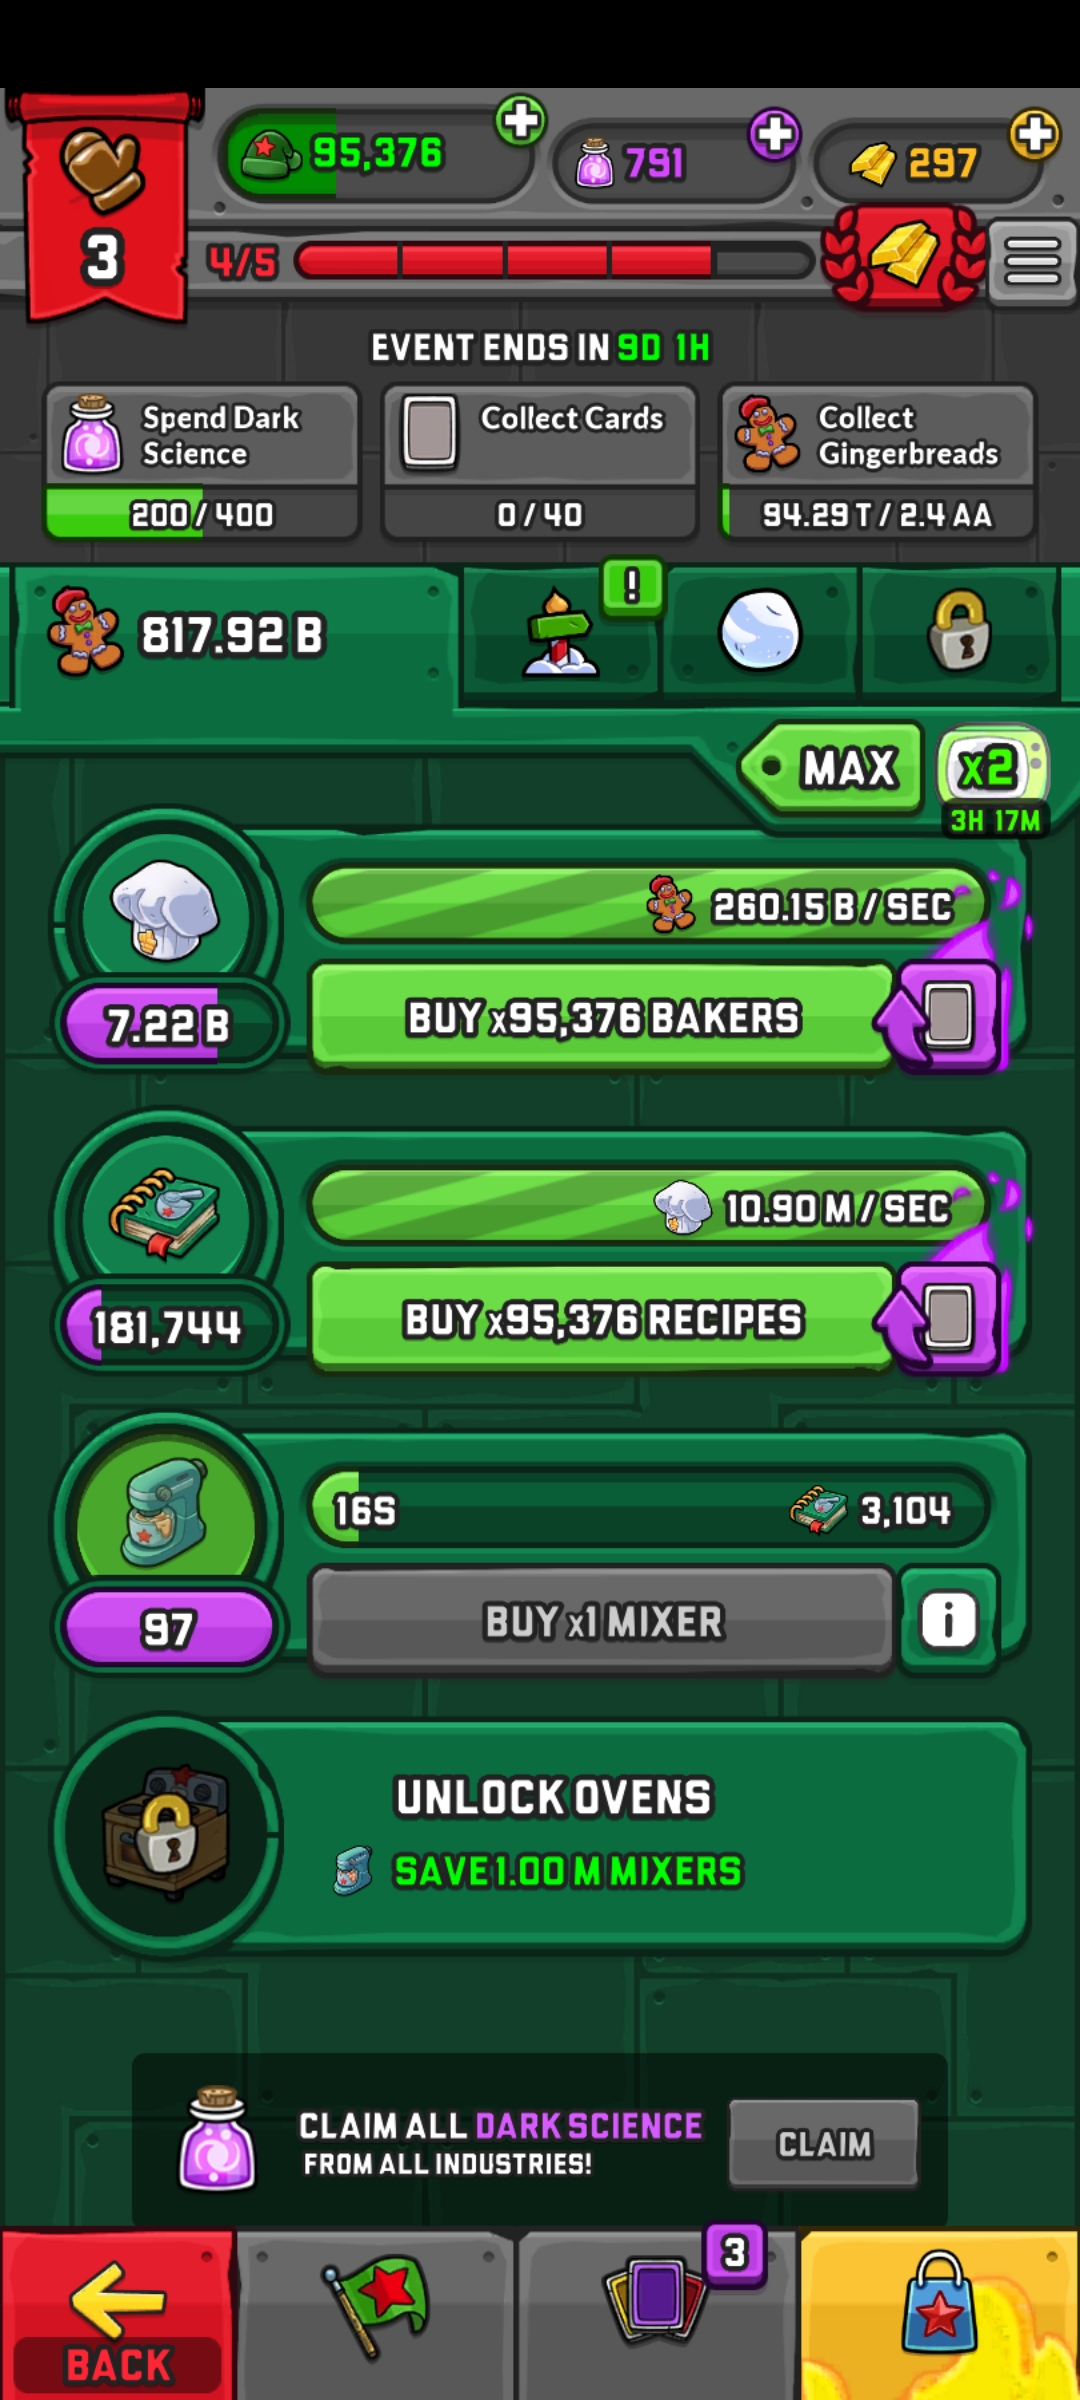 95,376
791
297
3
4/5
EVENT ENDS IN 9D 1H
Spend Dark
Science
200 / 400
Collect Cards
0 / 40
Collect
Gingerbreads
94.29 T / 2.4 AA
817.92 B
!
MAX
x2
3H 17M
260.15 B / SEC
7.22 B
BUY x95,376 BAKERS
10.90 M / SEC
181,744
BUY x95,376 RECIPES
16S
3,104
97
BUY x1 MIXER
i
UNLOCK OVENS
SAVE 1.00 M MIXERS
CLAIM ALL DARK SCIENCE
FROM ALL INDUSTRIES!
CLAIM
3
BACK